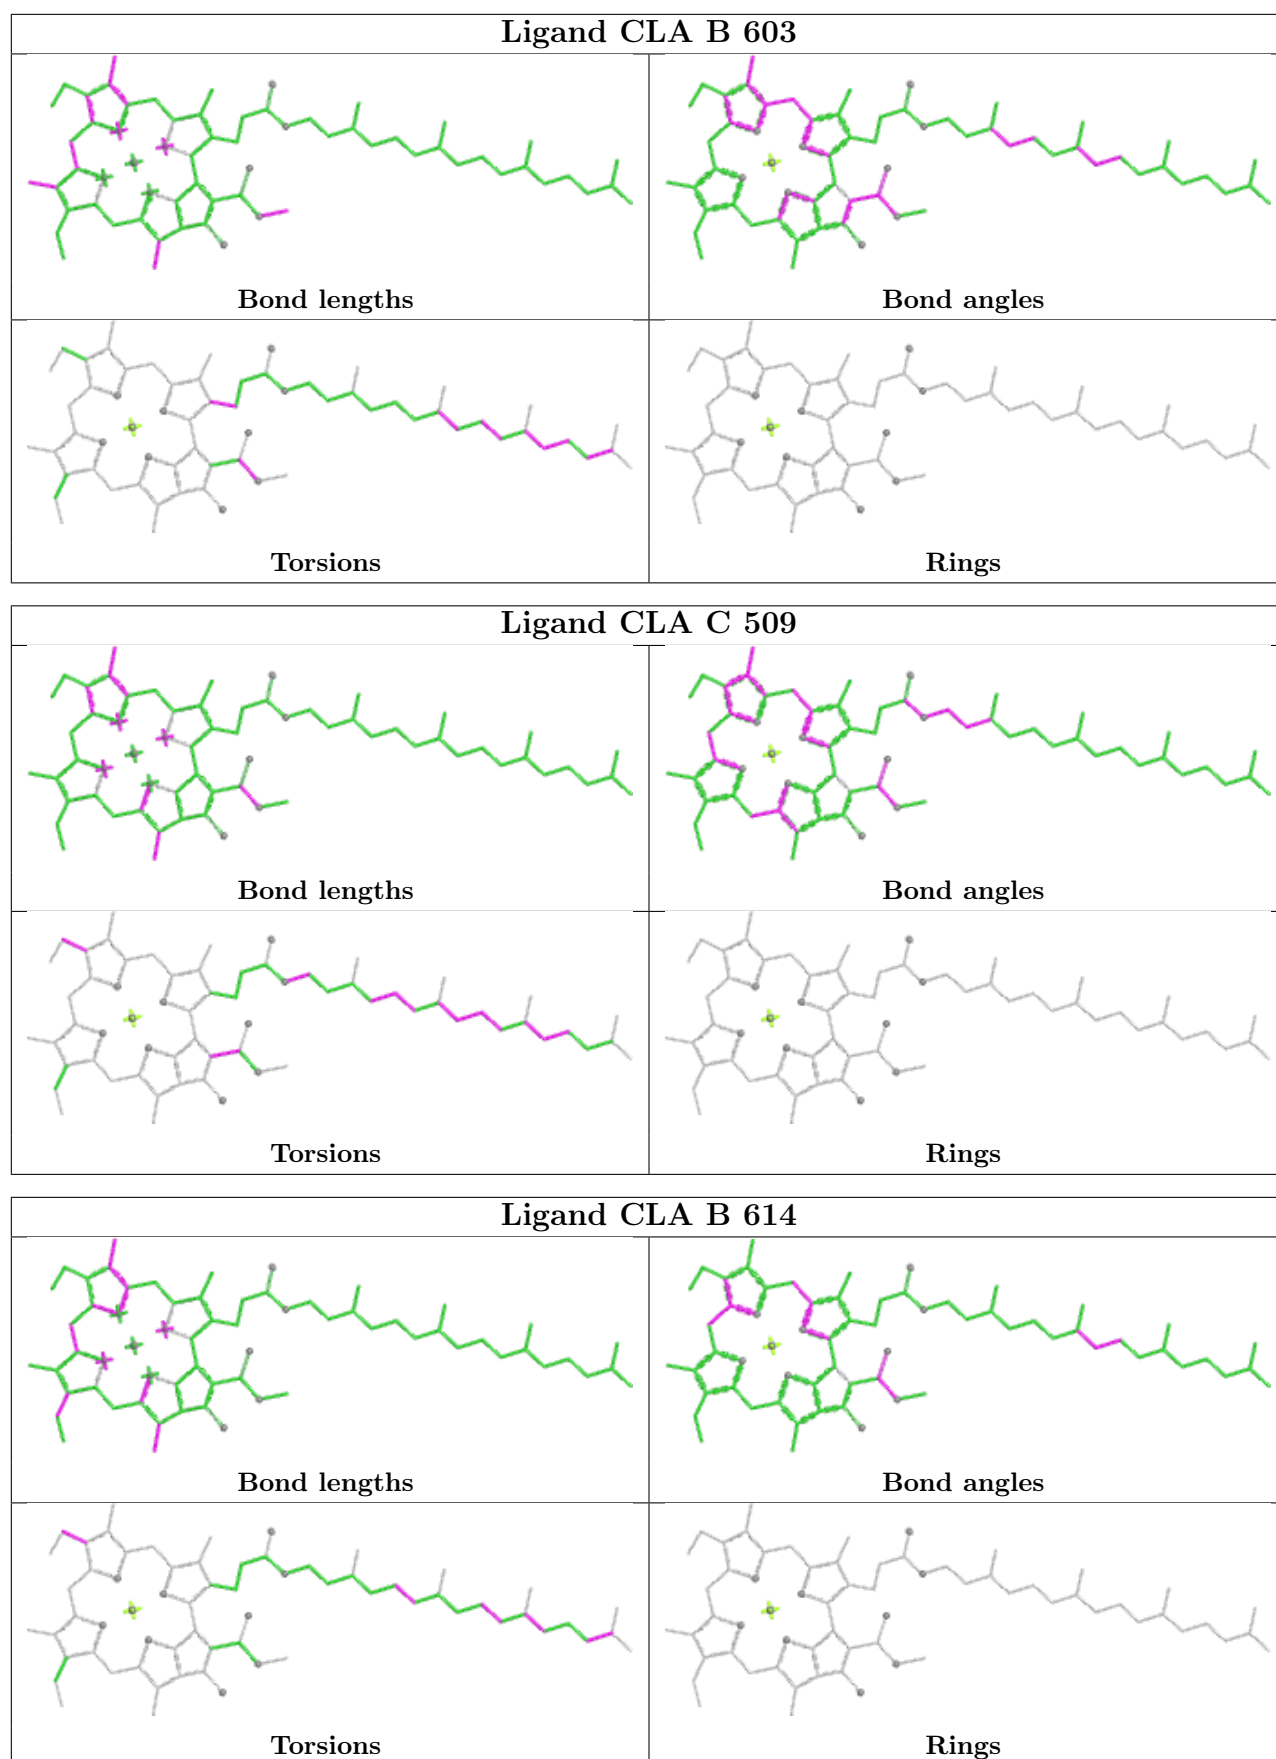 Ligand CLA B 603
Bond lengths
Bond angles
Torsions
Rings
Ligand CLA C 509
Bond lengths
Bond angles
Torsions
Rings
Ligand CLA B 614
Bond lengths
Bond angles
Torsions
Rings